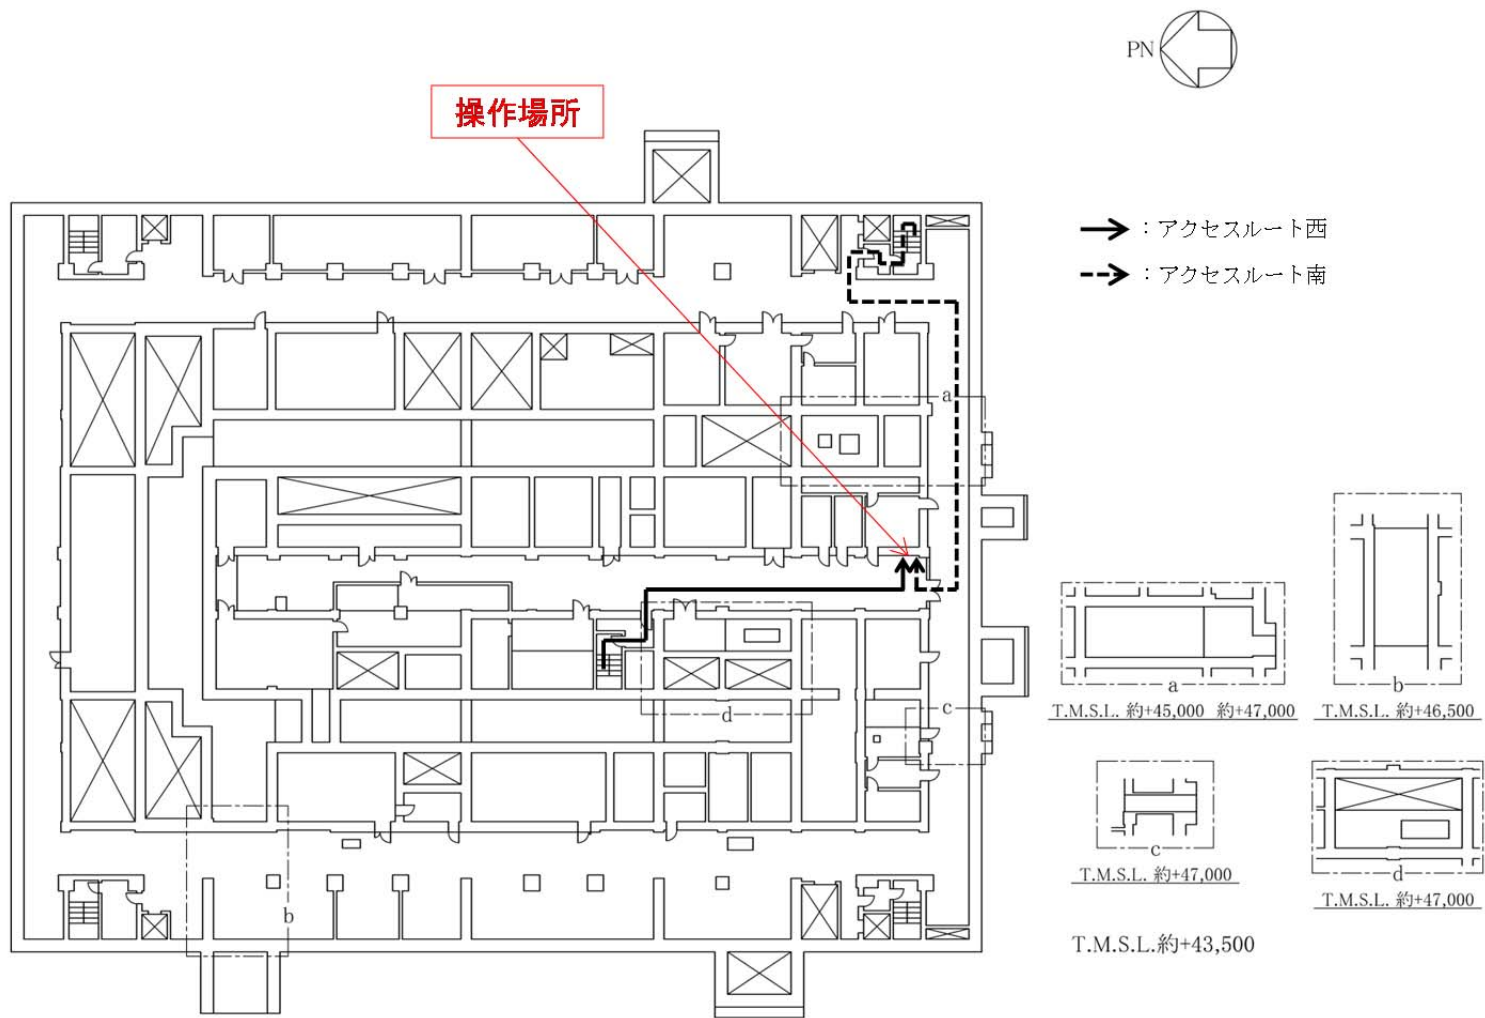 PN
操作場所
：アクセスルート西
：アクセスルート南
a
b
c
d
a
T.M.S.L. 約+45,000 約+47,000
b
T.M.S.L. 約+46,500
c
T.M.S.L. 約+47,000
d
T.M.S.L. 約+47,000
T.M.S.L.約+43,500